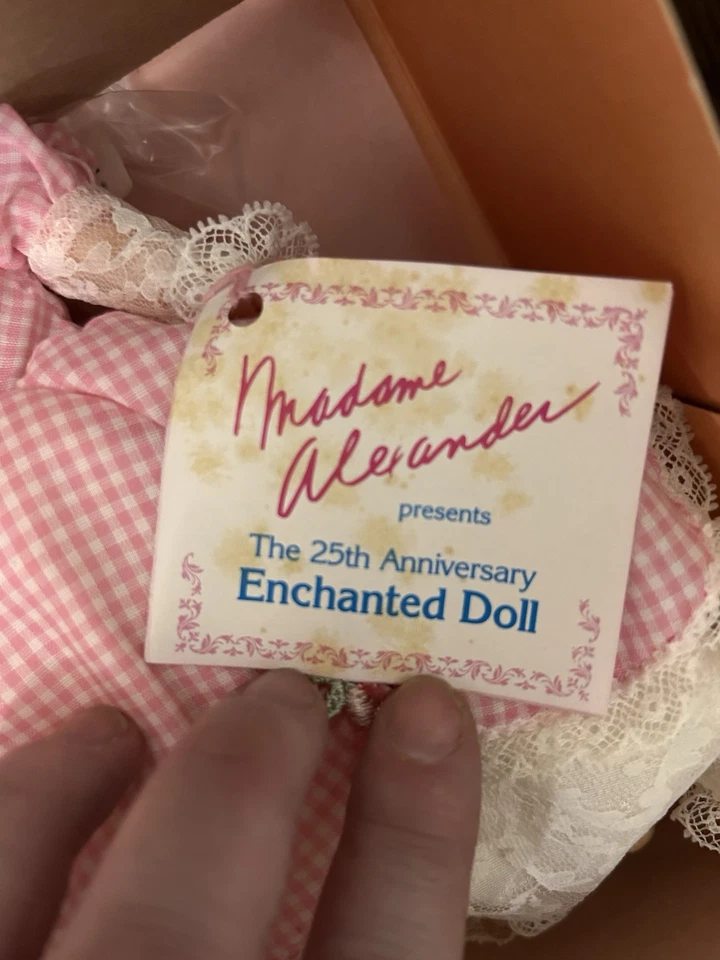 Madame
Alexander
presents
The 25th Anniversary
Enchanted Doll